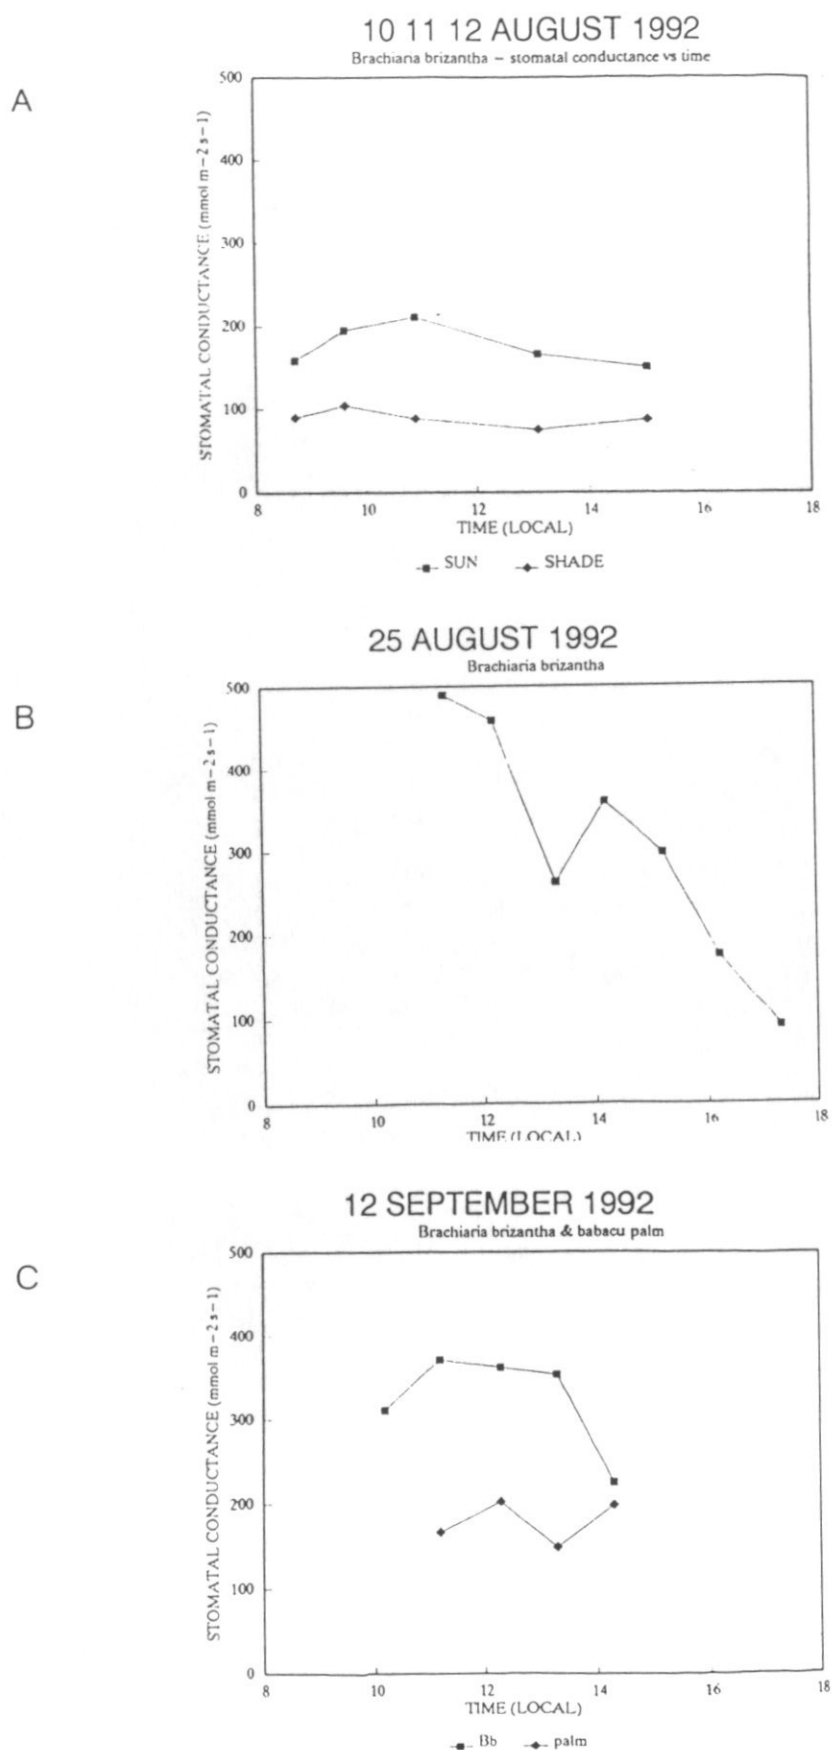 10 11 12 AUGUST 1992
Brachiana brizantha – stomatal conductance vs time
A
STOMATAL CONDUCTANCE (mmol m-2 s-1)
500
400
300
200
100
0
8 10 12 14 16 18
TIME (LOCAL)
SUN SHADE
25 AUGUST 1992
Brachiaria brizantha
B
STOMATAL CONDUCTANCE (mmol m-2 s-1)
500
400
300
200
100
0
8 10 12 14 16 18
TIME (LOCAL)
12 SEPTEMBER 1992
Brachiaria brizantha & babacu palm
C
STOMATAL CONDUCTANCE (mmol m-2 s-1)
500
400
300
200
100
0
8 10 12 14 16 18
TIME (LOCAL)
Bb palm